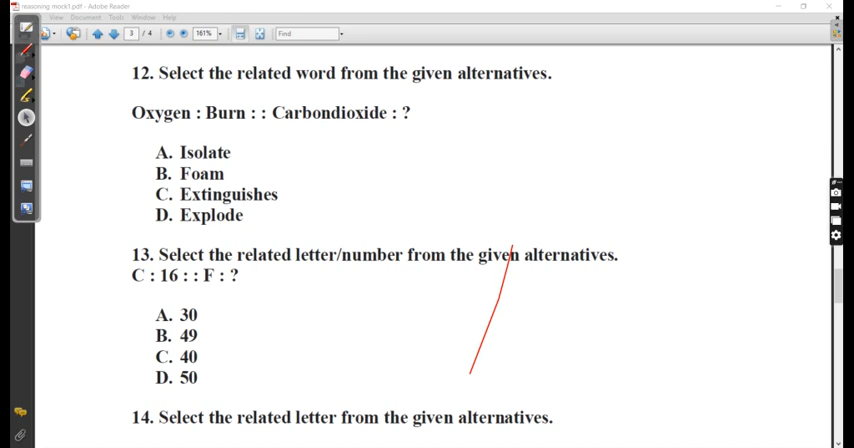 reasoning mock1.pdf - Adobe Reader
View Document Tools Window Help
3 / 4 161% Find
12. Select the related word from the given alternatives.
Oxygen : Burn : : Carbondioxide : ?
A. Isolate
B. Foam
C. Extinguishes
D. Explode
13. Select the related letter/number from the given alternatives.
C : 16 : : F : ?
A. 30
B. 49
C. 40
D. 50
14. Select the related letter from the given alternatives.